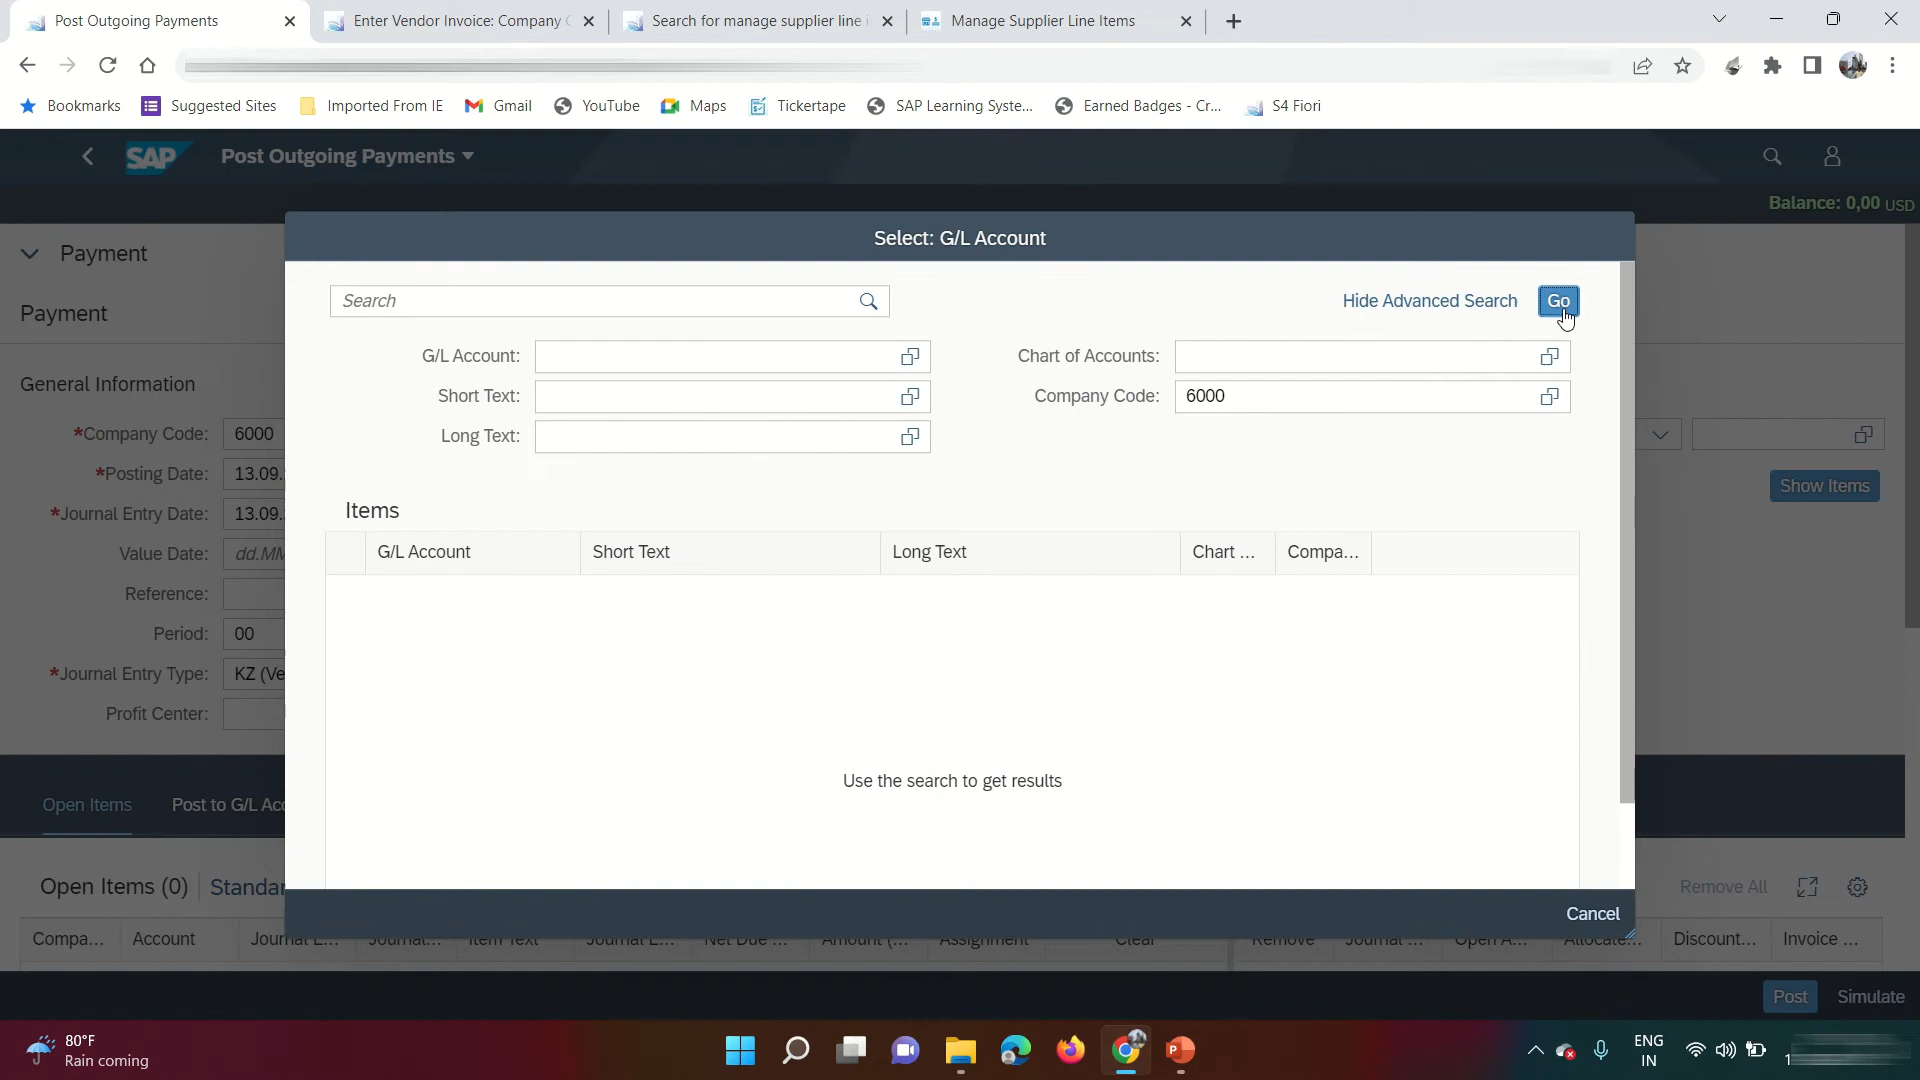 Post Outgoing Payments
Enter Vendor Invoice: Company C
Search for manage supplier line i
Manage Supplier Line Items
Bookmarks
Suggested Sites
Imported From IE
Gmail
YouTube
Maps
Tickertape
SAP Learning Syste...
Earned Badges - Cr...
S4 Fiori
SAP
Post Outgoing Payments
Balance: 0,00 USD
Select: G/L Account
Payment
Search
Hide Advanced Search
Go
Payment
G/L Account:
Chart of Accounts:
General Information
Short Text:
Company Code:
6000
*Company Code:
6000
Long Text:
*Posting Date:
13.09.
Show Items
*Journal Entry Date:
13.09.
Items
Value Date:
dd.MM
G/L Account
Short Text
Long Text
Chart ...
Compa...
Reference:
Period:
00
*Journal Entry Type:
KZ (Ve
Profit Center:
Use the search to get results
Open Items
Post to G/L Acc
Open Items (0)
Standar
Remove All
Cancel
Compa...
Account
Journal E...
Journal...
Item Text
Journal E...
Net Due ...
Amount (...
Assignment
Clear
Remove
Journal ...
Open A...
Allocate...
Discount...
Invoice ...
Post
Simulate
80°F
Rain coming
ENG
IN